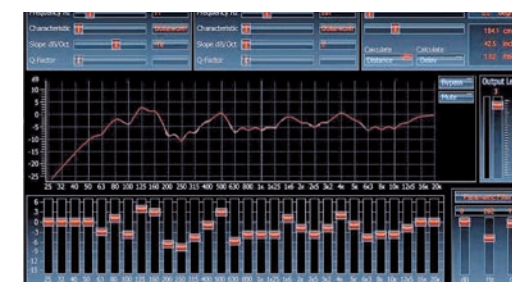 Frequency Hz
Frequency Hz
Characteristic
Characteristic
Slope dB/Oct
Slope dB/Oct
Q-Factor
Q-Factor
Calculate
Calculate
Distance
Delay
184.1 cm
dB
10
5
0
-5
-10
-15
-20
-25
25 32 40 50 63 80 100 125 160 200 250 315 400 500 630 800 1k 1k25 1k6 2k 2k5 3k2 4k 5k 6k3 8k 10k 12k5 16k 20k
Bypass
Mute
Output Le
6
3
0
-3
-6
-9
-12
-15
25 32 40 50 63 80 100 125 160 200 250 315 400 500 630 800 1k 1k25 1k6 2k 2k5 3k2 4k 5k 6k3 8k 10k 12k5 16k 20k
dB
Hz